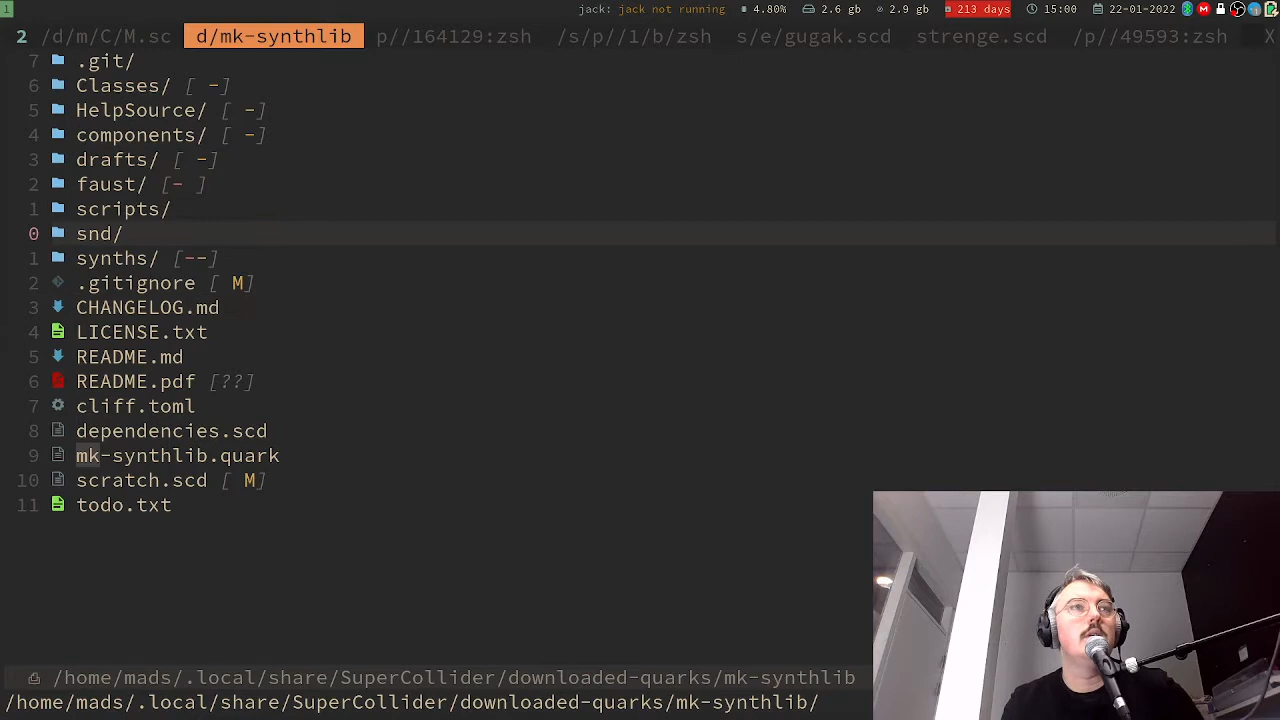 1 jack: jack not running 4.80% 2.6 gb 2.9 gb 213 days 15:00 22-01-2022
2 /d/m/C/M.sc d/mk-synthlib p//164129:zsh /s/p//1/b/zsh s/e/gugak.scd strenge.scd /p//49593:zsh X
7 .git/
6 Classes/ [ -]
5 HelpSource/ [ -]
4 components/ [ -]
3 drafts/ [ -]
2 faust/ [- ]
1 scripts/
0 snd/
1 synths/ [--]
2 .gitignore [ M]
3 CHANGELOG.md
4 LICENSE.txt
5 README.md
6 README.pdf [??]
7 cliff.toml
8 dependencies.scd
9 mk-synthlib.quark
10 scratch.scd [ M]
11 todo.txt
/home/mads/.local/share/SuperCollider/downloaded-quarks/mk-synthlib
/home/mads/.local/share/SuperCollider/downloaded-quarks/mk-synthlib/